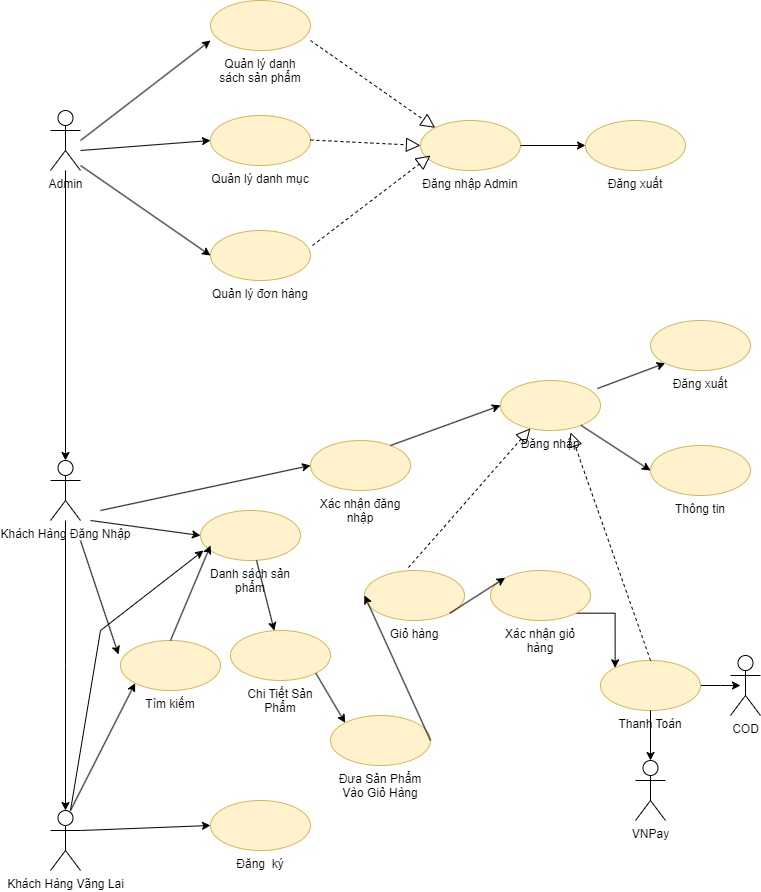 Quản lý danh
sách sản phẩm
Admin
Quản lý danh mục
Đăng nhập Admin
Đăng xuất
Quản lý đơn hàng
Đăng xuất
Đăng nhập
Xác nhận đăng
nhập
Thông tin
Khách Hàng Đăng Nhập
Danh sách sản
phẩm
Giỏ hàng
Xác nhận giỏ
hàng
Tìm kiếm
Chi Tiết Sản
Phẩm
Thanh Toán
COD
Đưa Sản Phẩm
Vào Giỏ Hàng
VNPay
Đăng  ký
Khách Hàng Vãng Lai